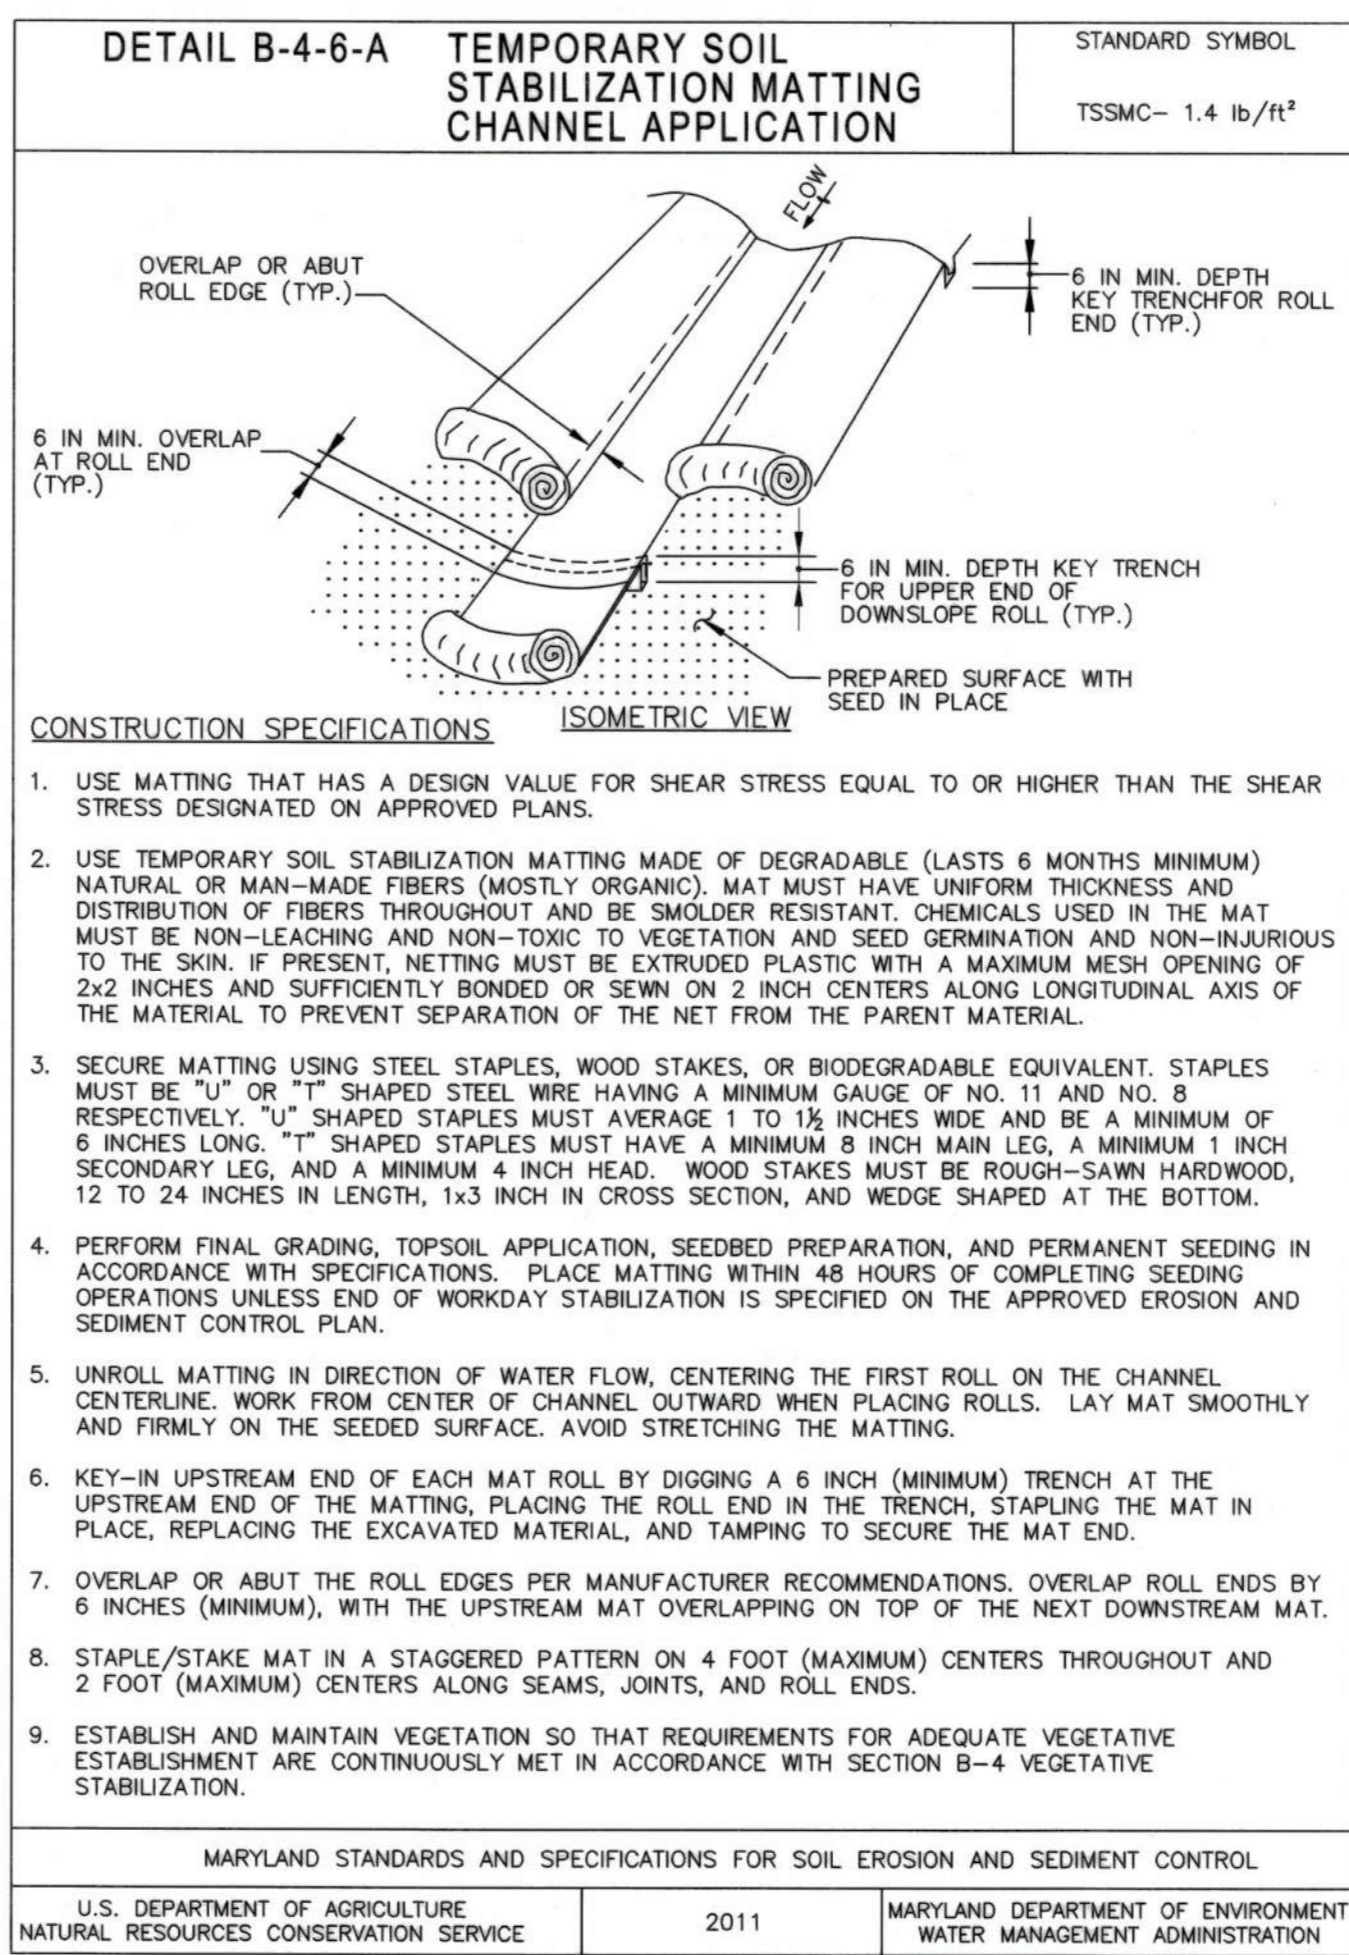 DETAIL B-4-6-A
TEMPORARY SOIL
STABILIZATION MATTING
CHANNEL APPLICATION
STANDARD SYMBOL
TSSMC- 1.4 lb/ft²
FLOW
OVERLAP OR ABUT
ROLL EDGE (TYP.)
6 IN MIN. DEPTH
KEY TRENCHFOR ROLL
END (TYP.)
6 IN MIN. OVERLAP
AT ROLL END
(TYP.)
6 IN MIN. DEPTH KEY TRENCH
FOR UPPER END OF
DOWNSLOPE ROLL (TYP.)
PREPARED SURFACE WITH
SEED IN PLACE
ISOMETRIC VIEW
CONSTRUCTION SPECIFICATIONS
1. USE MATTING THAT HAS A DESIGN VALUE FOR SHEAR STRESS EQUAL TO OR HIGHER THAN THE SHEAR
STRESS DESIGNATED ON APPROVED PLANS.
2. USE TEMPORARY SOIL STABILIZATION MATTING MADE OF DEGRADABLE (LASTS 6 MONTHS MINIMUM)
NATURAL OR MAN-MADE FIBERS (MOSTLY ORGANIC). MAT MUST HAVE UNIFORM THICKNESS AND
DISTRIBUTION OF FIBERS THROUGHOUT AND BE SMOLDER RESISTANT. CHEMICALS USED IN THE MAT
MUST BE NON-LEACHING AND NON-TOXIC TO VEGETATION AND SEED GERMINATION AND NON-INJURIOUS
TO THE SKIN. IF PRESENT, NETTING MUST BE EXTRUDED PLASTIC WITH A MAXIMUM MESH OPENING OF
2x2 INCHES AND SUFFICIENTLY BONDED OR SEWN ON 2 INCH CENTERS ALONG LONGITUDINAL AXIS OF
THE MATERIAL TO PREVENT SEPARATION OF THE NET FROM THE PARENT MATERIAL.
3. SECURE MATTING USING STEEL STAPLES, WOOD STAKES, OR BIODEGRADABLE EQUIVALENT. STAPLES
MUST BE "U" OR "T" SHAPED STEEL WIRE HAVING A MINIMUM GAUGE OF NO. 11 AND NO. 8
RESPECTIVELY. "U" SHAPED STAPLES MUST AVERAGE 1 TO 1½ INCHES WIDE AND BE A MINIMUM OF
6 INCHES LONG. "T" SHAPED STAPLES MUST HAVE A MINIMUM 8 INCH MAIN LEG, A MINIMUM 1 INCH
SECONDARY LEG, AND A MINIMUM 4 INCH HEAD. WOOD STAKES MUST BE ROUGH-SAWN HARDWOOD,
12 TO 24 INCHES IN LENGTH, 1x3 INCH IN CROSS SECTION, AND WEDGE SHAPED AT THE BOTTOM.
4. PERFORM FINAL GRADING, TOPSOIL APPLICATION, SEEDBED PREPARATION, AND PERMANENT SEEDING IN
ACCORDANCE WITH SPECIFICATIONS. PLACE MATTING WITHIN 48 HOURS OF COMPLETING SEEDING
OPERATIONS UNLESS END OF WORKDAY STABILIZATION IS SPECIFIED ON THE APPROVED EROSION AND
SEDIMENT CONTROL PLAN.
5. UNROLL MATTING IN DIRECTION OF WATER FLOW, CENTERING THE FIRST ROLL ON THE CHANNEL
CENTERLINE. WORK FROM CENTER OF CHANNEL OUTWARD WHEN PLACING ROLLS. LAY MAT SMOOTHLY
AND FIRMLY ON THE SEEDED SURFACE. AVOID STRETCHING THE MATTING.
6. KEY-IN UPSTREAM END OF EACH MAT ROLL BY DIGGING A 6 INCH (MINIMUM) TRENCH AT THE
UPSTREAM END OF THE MATTING, PLACING THE ROLL END IN THE TRENCH, STAPLING THE MAT IN
PLACE, REPLACING THE EXCAVATED MATERIAL, AND TAMPING TO SECURE THE MAT END.
7. OVERLAP OR ABUT THE ROLL EDGES PER MANUFACTURER RECOMMENDATIONS. OVERLAP ROLL ENDS BY
6 INCHES (MINIMUM), WITH THE UPSTREAM MAT OVERLAPPING ON TOP OF THE NEXT DOWNSTREAM MAT.
8. STAPLE/STAKE MAT IN A STAGGERED PATTERN ON 4 FOOT (MAXIMUM) CENTERS THROUGHOUT AND
2 FOOT (MAXIMUM) CENTERS ALONG SEAMS, JOINTS, AND ROLL ENDS.
9. ESTABLISH AND MAINTAIN VEGETATION SO THAT REQUIREMENTS FOR ADEQUATE VEGETATIVE
ESTABLISHMENT ARE CONTINUOUSLY MET IN ACCORDANCE WITH SECTION B-4 VEGETATIVE
STABILIZATION.
MARYLAND STANDARDS AND SPECIFICATIONS FOR SOIL EROSION AND SEDIMENT CONTROL
U.S. DEPARTMENT OF AGRICULTURE
NATURAL RESOURCES CONSERVATION SERVICE
2011
MARYLAND DEPARTMENT OF ENVIRONMENT
WATER MANAGEMENT ADMINISTRATION